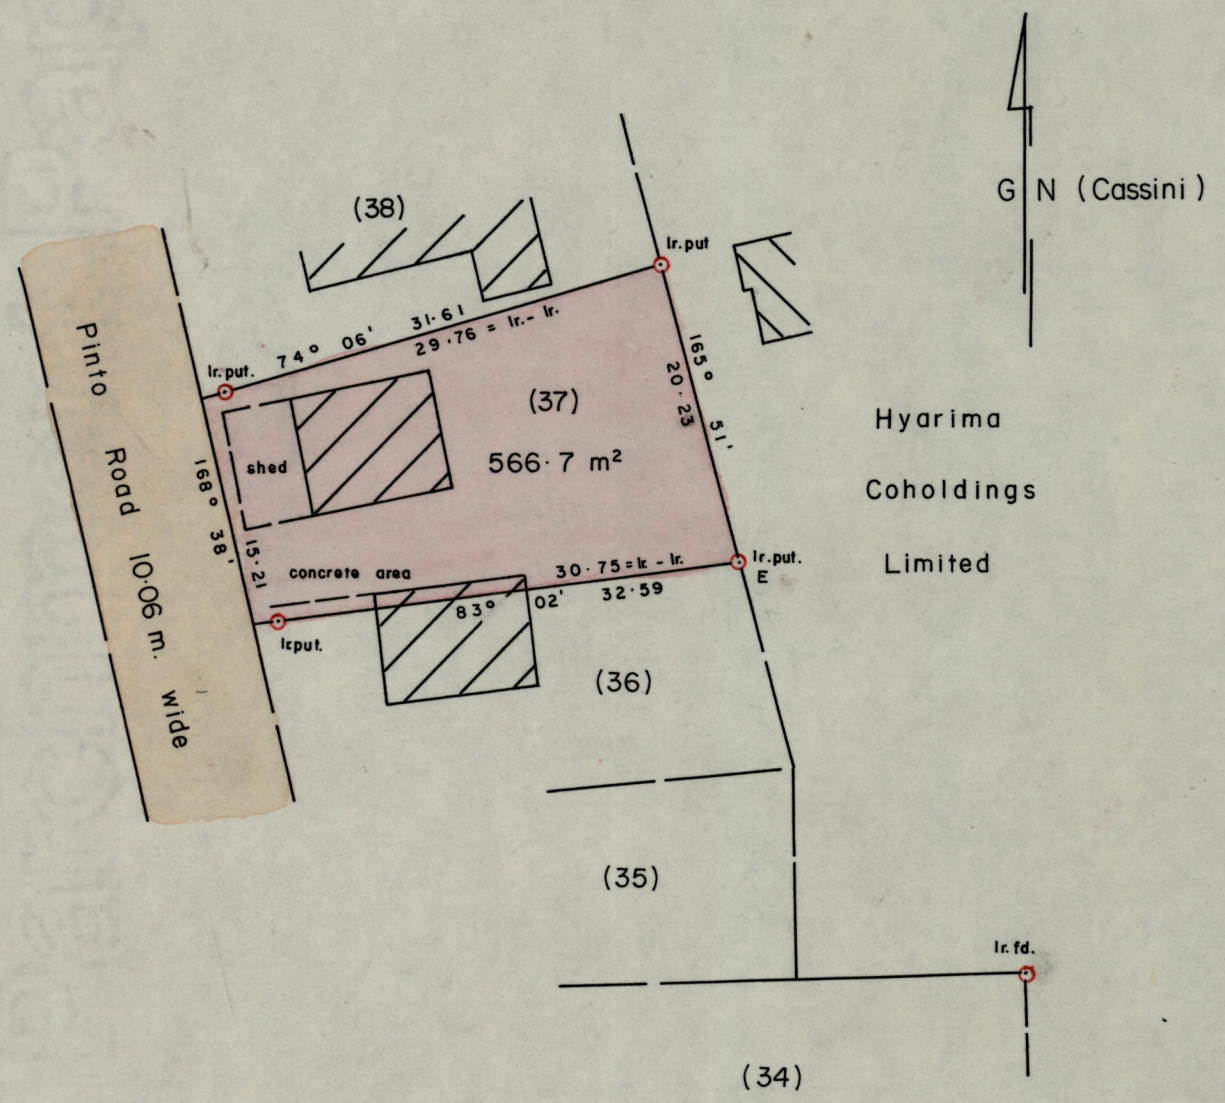 G N (Cassini)
(38)
Ir. put
Ir. put.
74° 06' 31·61
29·76 = Ir. - Ir.
165° 51'
20·23
(37)
566·7 m²
shed
168° 38'
15·21
concrete area
Ir. put.
30·75 = Ir. - Ir.
83° 02' 32·59
Ir. put.
E
Pinto Road 10·06 m. wide
Hyarima
Coholdings
Limited
(36)
(35)
Ir. fd.
(34)